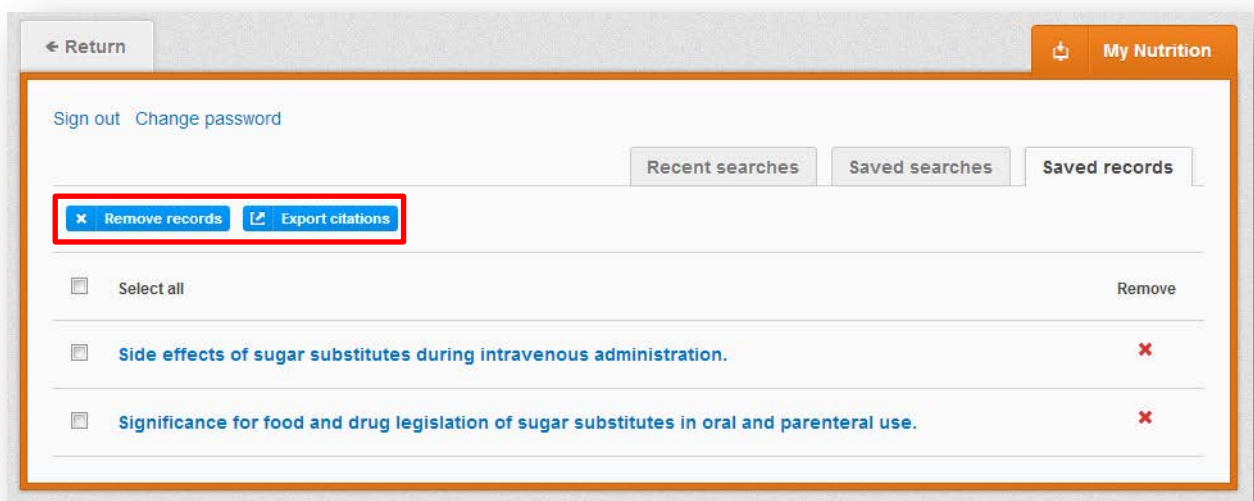 Return
My Nutrition
Sign out Change password
Recent searches Saved searches Saved records
Remove records Export citations
Select all Remove
Side effects of sugar substitutes during intravenous administration.
Significance for food and drug legislation of sugar substitutes in oral and parenteral use.